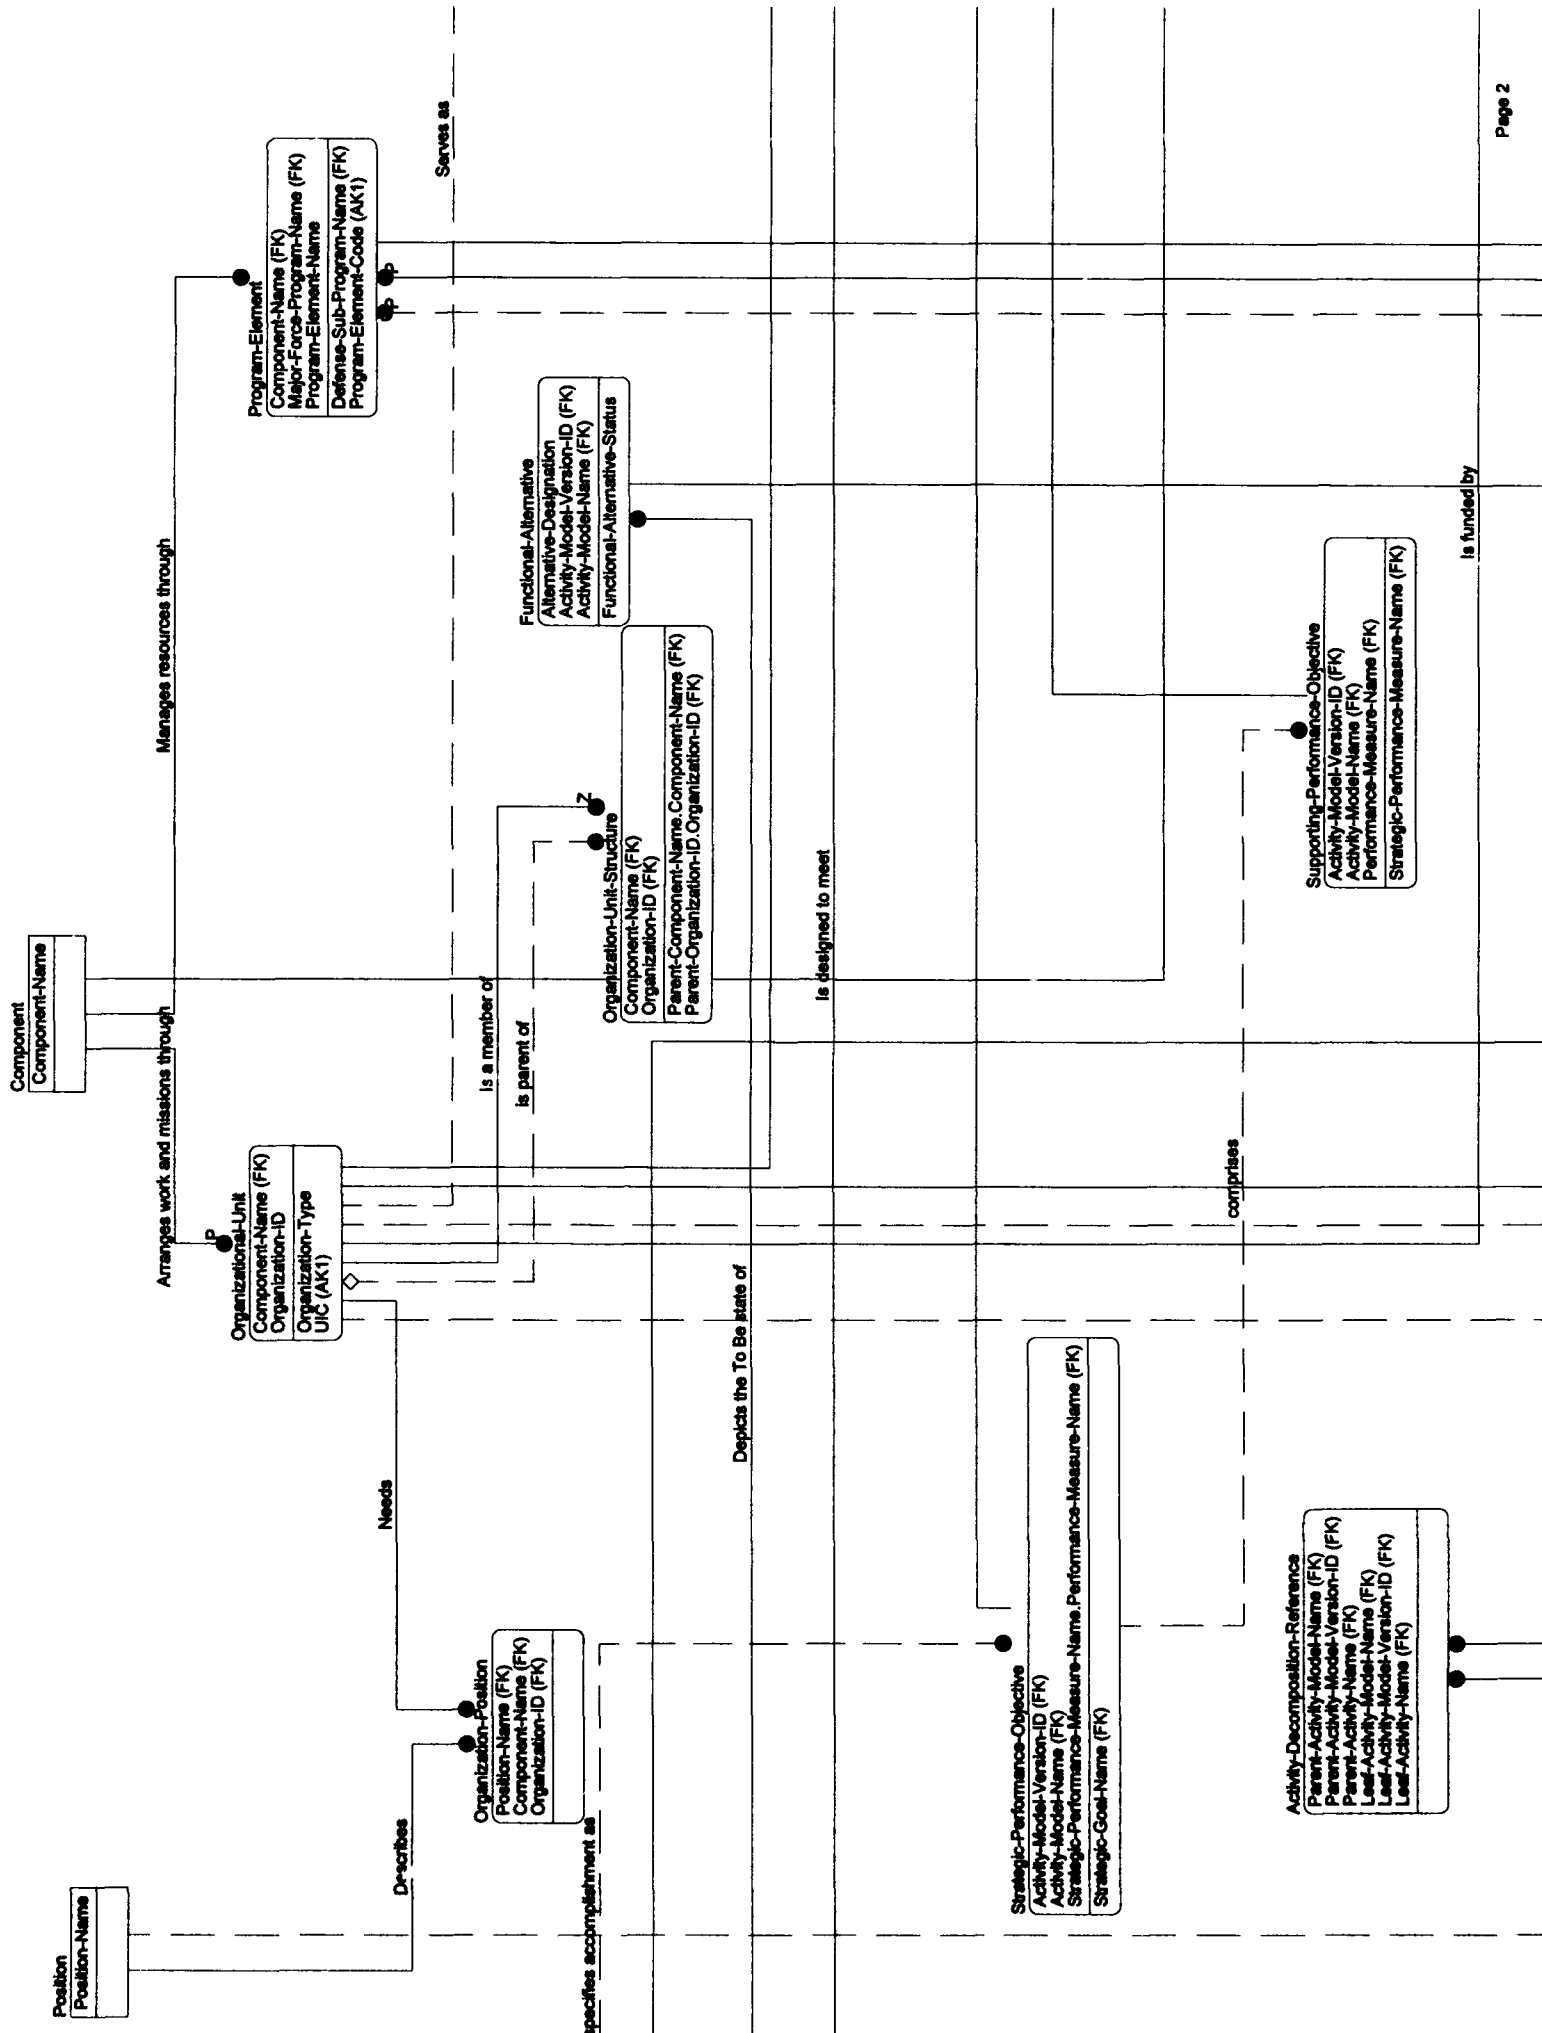 Position
Position-Name
Describes
Organization-Position
Position-Name (FK)
Component-Name (FK)
Organization-ID (FK)
Needs
Component
Component-Name
Arranges work and missions through
Manages resources through
P
Organizational-Unit
Component-Name (FK)
Organization-ID
Organization-Type
UIC (AK1)
Program-Element
Component-Name (FK)
Major-Force-Program-Name (FK)
Program-Element-Name
Defense-Sub-Program-Name (FK)
Program-Element-Code (AK1)
P
P
Serves as
Is a member of
is parent of
Z
Organization-Unit-Structure
Component-Name (FK)
Organization-ID (FK)
Parent-Component-Name.Component-Name (FK)
Parent-Organization-ID.Organization-ID (FK)
Functional-Alternative
Alternative-Designation
Activity-Model-Version-ID (FK)
Activity-Model-Name (FK)
Functional-Alternative-Status
specifies accomplishment as
Depicts the To Be state of
Is designed to meet
Strategic-Performance-Objective
Activity-Model-Version-ID (FK)
Activity-Model-Name (FK)
Strategic-Performance-Measure-Name.Performance-Measure-Name (FK)
Strategic-Goal-Name (FK)
comprises
Supporting-Performance-Objective
Activity-Model-Version-ID (FK)
Activity-Model-Name (FK)
Performance-Measure-Name (FK)
Strategic-Performance-Measure-Name (FK)
Activity-Decomposition-Reference
Parent-Activity-Model-Name (FK)
Parent-Activity-Model-Version-ID (FK)
Parent-Activity-Name (FK)
Leaf-Activity-Model-Name (FK)
Leaf-Activity-Model-Version-ID (FK)
Leaf-Activity-Name (FK)
Is funded by
Page 2